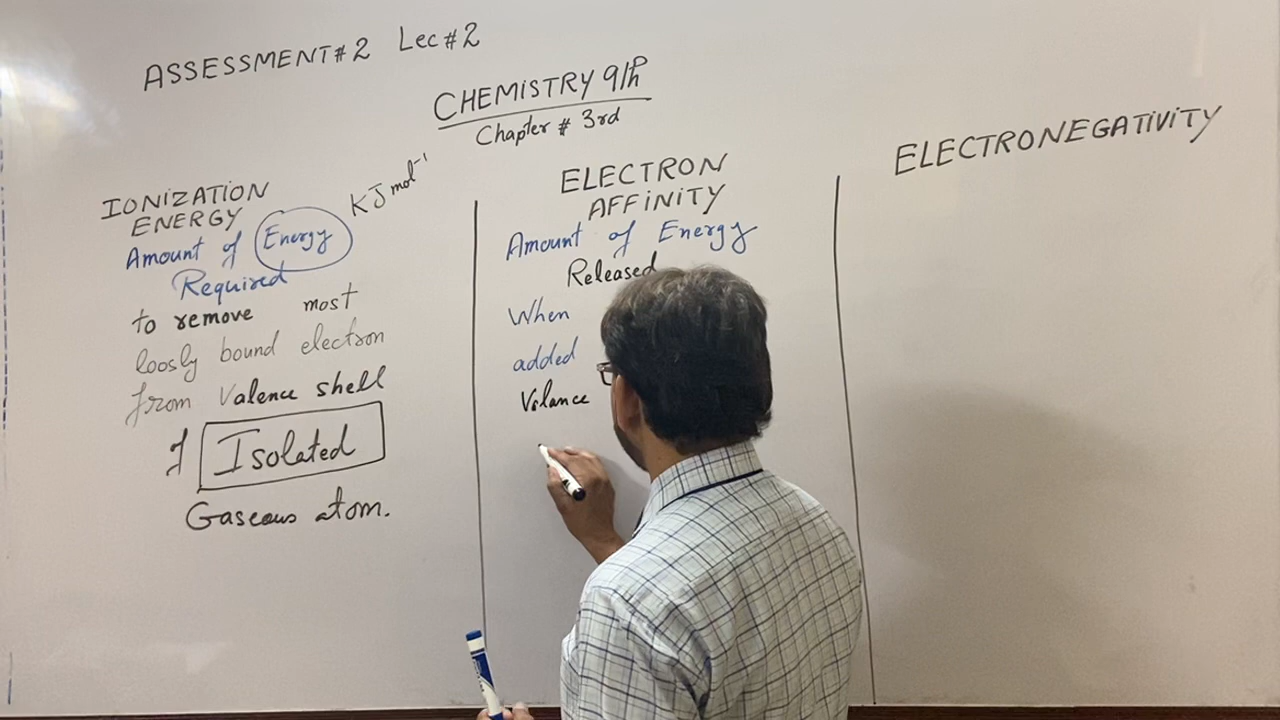 ASSESSMENT#2 Lec#2
CHEMISTRY 9th
Chapter # 3rd
IONIZATION
ENERGY
KJ mol⁻¹
Amount of Energy
Required
to remove most
loosly bound electron
from Valence shell
of Isolated
Gaseous atom.
ELECTRON
AFFINITY
Amount of Energy
Released
When
added
Valance
ELECTRONEGATIVITY